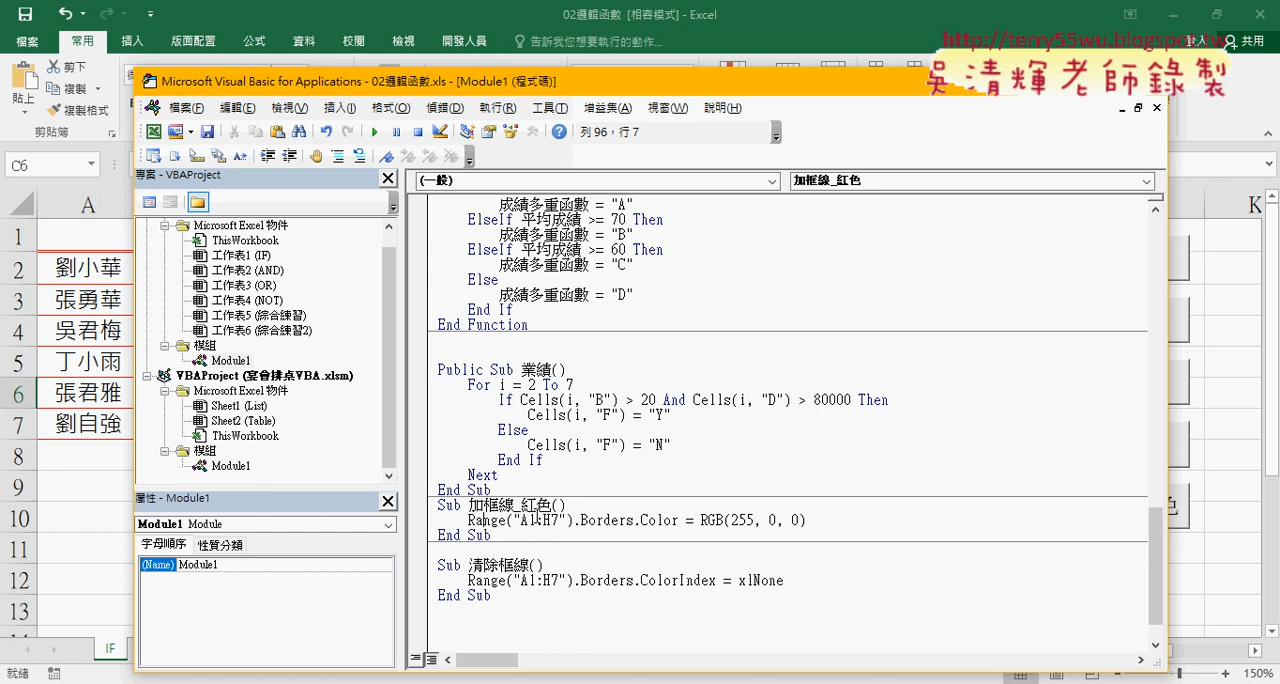 02邏輯函數 [相容模式] - Excel
檔案 常用 插入 版面配置 公式 資料 校閱 檢視 開發人員 告訴我您想要執行的動作... 登入 共用
http://terry55wu.blogspot.tw
吳清輝老師錄製
貼上 剪下
複製
複製格式
剪貼簿
C6
Microsoft Visual Basic for Applications - 02邏輯函數.xls - [Module1 (程式碼)]
檔案(F) 編輯(E) 檢視(V) 插入(I) 格式(O) 偵錯(D) 執行(R) 工具(T) 增益集(A) 視窗(W) 說明(H)
列 96，行 7
專案 - VBAProject
Microsoft Excel 物件
ThisWorkbook
工作表1 (IF)
工作表2 (AND)
工作表3 (OR)
工作表4 (NOT)
工作表5 (綜合練習)
工作表6 (綜合練習2)
模組
Module1
VBAProject (宴會排点VBA.xlsm)
Microsoft Excel 物件
Sheet1 (List)
Sheet2 (Table)
ThisWorkbook
模組
Module1
屬性 - Module1
Module1 Module
字母順序 性質分類
(Name) Module1
(一般) 加框線_紅色
成績多重函數 = "A"
ElseIf 平均成績 >= 70 Then
成績多重函數 = "B"
ElseIf 平均成績 >= 60 Then
成績多重函數 = "C"
Else
成績多重函數 = "D"
End If
End Function
Public Sub 業績()
For i = 2 To 7
If Cells(i, "B") > 20 And Cells(i, "D") > 80000 Then
Cells(i, "F") = "Y"
Else
Cells(i, "F") = "N"
End If
Next
End Sub
Sub 加框線_紅色()
Range("A1:H7").Borders.Color = RGB(255, 0, 0)
End Sub
Sub 清除框線()
Range("A1:H7").Borders.ColorIndex = xlNone
End Sub
A K
1
2 劉小華
3 張勇華
4 吳君梅
5 丁小雨
6 張君雅
7 劉自強
8
9
10 色
11
12
13
IF
就緒 150%